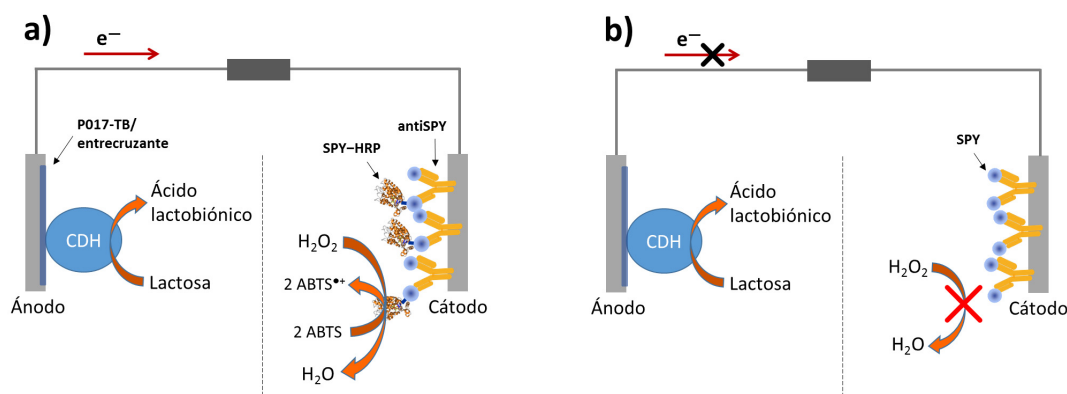 a)
e⁻
P017-TB/
entrecruzante
antiSPY
SPY–HRP
Ácido
lactobiónico
CDH
Lactosa
Ánodo
H₂O₂
2 ABTS•⁺
2 ABTS
H₂O
Cátodo
b)
e⁻
SPY
Ácido
lactobiónico
CDH
Lactosa
Ánodo
H₂O₂
H₂O
Cátodo